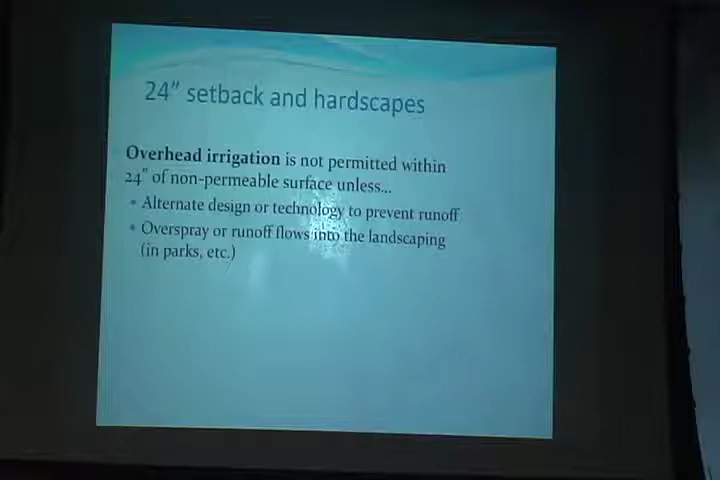 24" setback and hardscapes
Overhead irrigation is not permitted within
24" of non-permeable surface unless...
• Alternate design or technology to prevent runoff
• Overspray or runoff flows into the landscaping
(in parks, etc.)